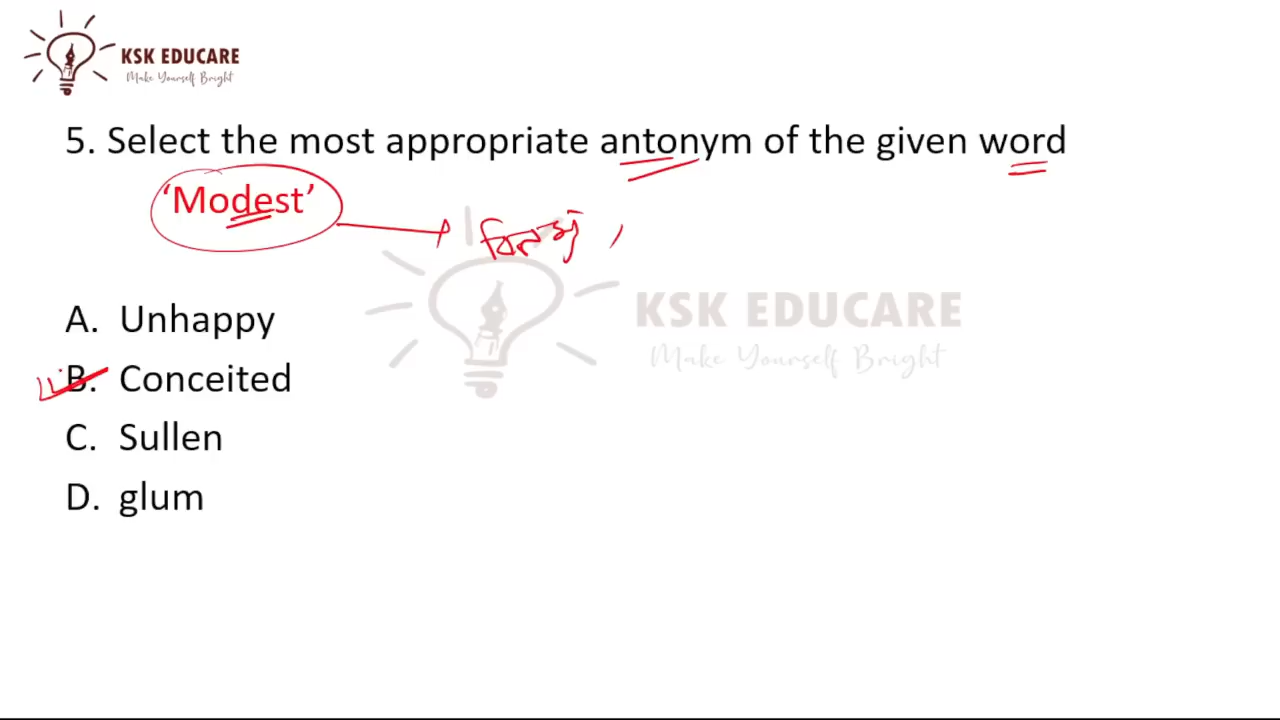 KSK EDUCARE
Make Yourself Bright
5. Select the most appropriate antonym of the given word
‘Modest’
A. Unhappy
B. Conceited
C. Sullen
D. glum
KSK EDUCARE
Make Yourself Bright